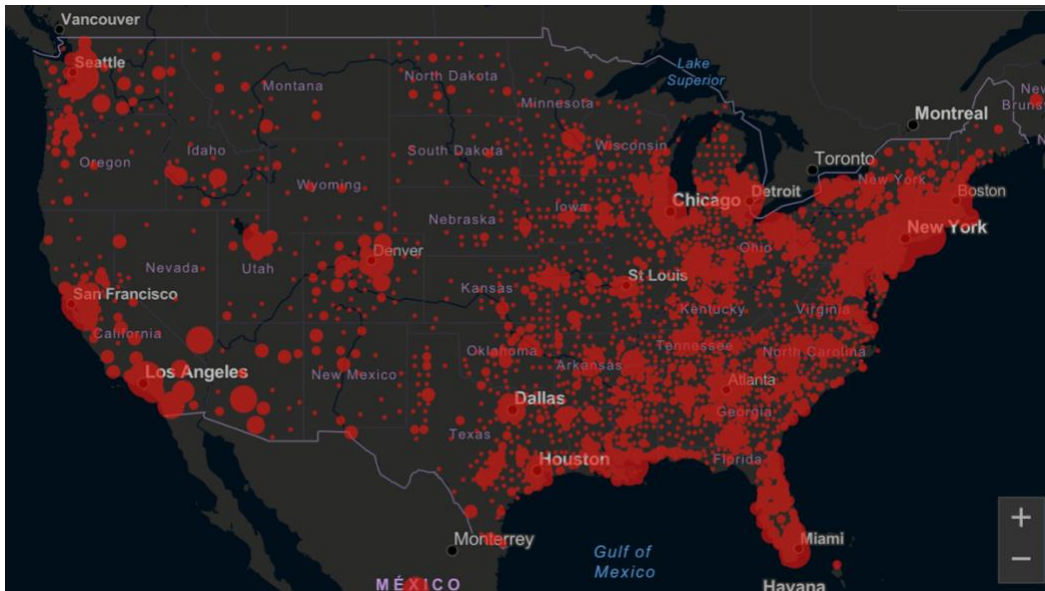 Vancouver
Seattle
Lake
Superior
North Dakota
Montana
Minnesota
New
Brunsw
Montreal
Oregon
Idaho
South Dakota
Wisconsin
Toronto
Wyoming
Chicago
Detroit
New York
Boston
Iowa
Nebraska
New York
Denver
Ohio
Nevada
Utah
St Louis
San Francisco
Kansas
Kentucky
Virginia
California
Tennessee
North Carolina
Oklahoma
Arkansas
Los Angeles
New Mexico
Atlanta
Dallas
Georgia
Texas
Houston
Florida
Monterrey
Miami
Gulf of
Mexico
MÉXICO
Havana
+
−